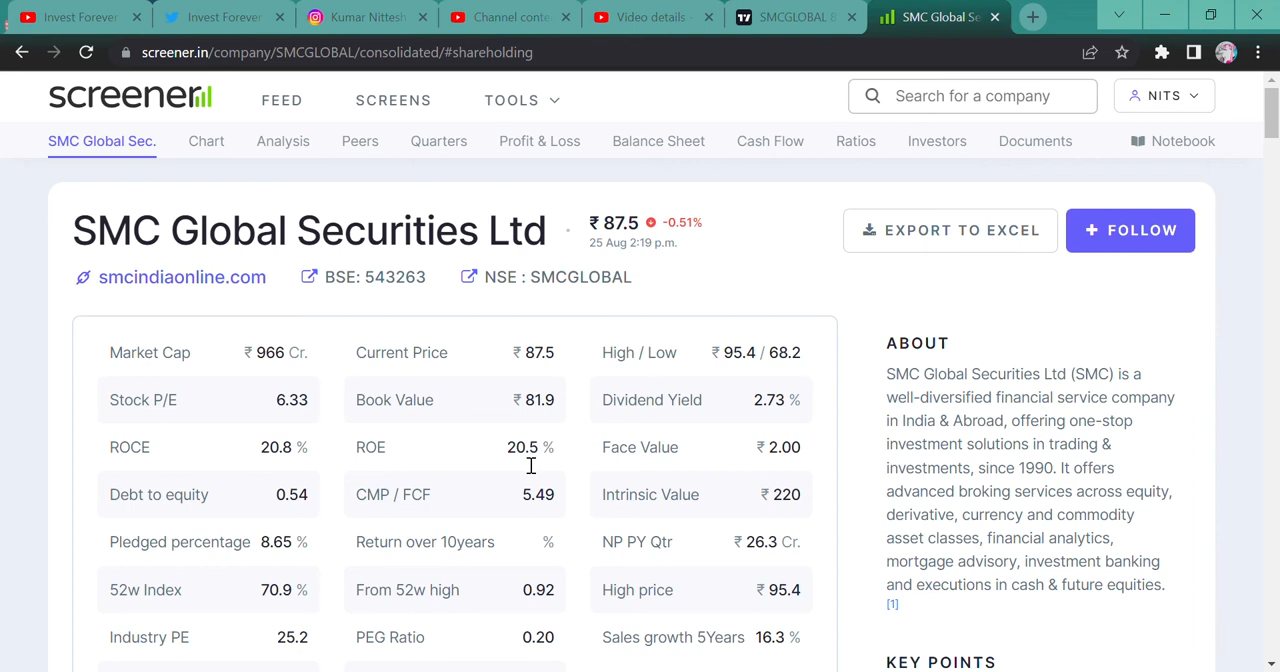 Invest Forever
Invest Forever
Kumar Nittesh
Channel conte
Video details -
SMCGLOBAL 8
SMC Global Se
screener.in/company/SMCGLOBAL/consolidated/#shareholding
screener
FEED
SCREENS
TOOLS
Search for a company
NITS
SMC Global Sec.
Chart
Analysis
Peers
Quarters
Profit & Loss
Balance Sheet
Cash Flow
Ratios
Investors
Documents
Notebook
SMC Global Securities Ltd
₹ 87.5 -0.51%
25 Aug 2:19 p.m.
EXPORT TO EXCEL
+ FOLLOW
smcindiaonline.com
BSE: 543263
NSE : SMCGLOBAL
Market Cap ₹ 966 Cr.
Current Price ₹ 87.5
High / Low ₹ 95.4 / 68.2
Stock P/E 6.33
Book Value ₹ 81.9
Dividend Yield 2.73 %
ROCE 20.8 %
ROE 20.5 %
Face Value ₹ 2.00
Debt to equity 0.54
CMP / FCF 5.49
Intrinsic Value ₹ 220
Pledged percentage 8.65 %
Return over 10years %
NP PY Qtr ₹ 26.3 Cr.
52w Index 70.9 %
From 52w high 0.92
High price ₹ 95.4
Industry PE 25.2
PEG Ratio 0.20
Sales growth 5Years 16.3 %
ABOUT
SMC Global Securities Ltd (SMC) is a
well-diversified financial service company
in India & Abroad, offering one-stop
investment solutions in trading &
investments, since 1990. It offers
advanced broking services across equity,
derivative, currency and commodity
asset classes, financial analytics,
mortgage advisory, investment banking
and executions in cash & future equities.
[1]
KEY POINTS